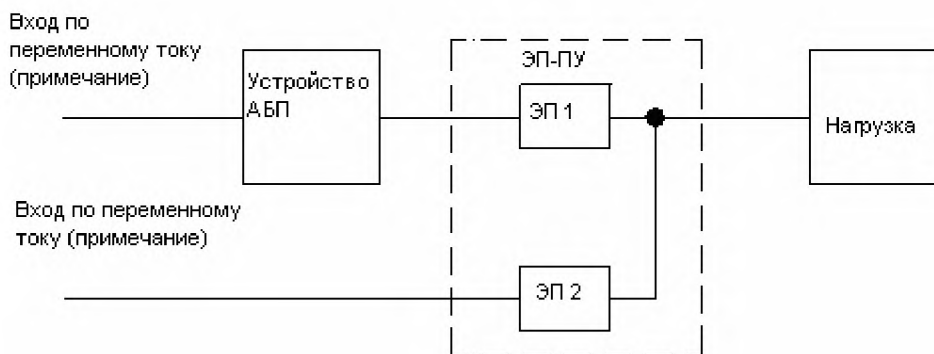 Вход по
переменному току
(примечание)
Устройство
АБП
ЭП-ПУ
ЭП 1
Нагрузка
Вход по переменному
току (примечание)
ЭП 2